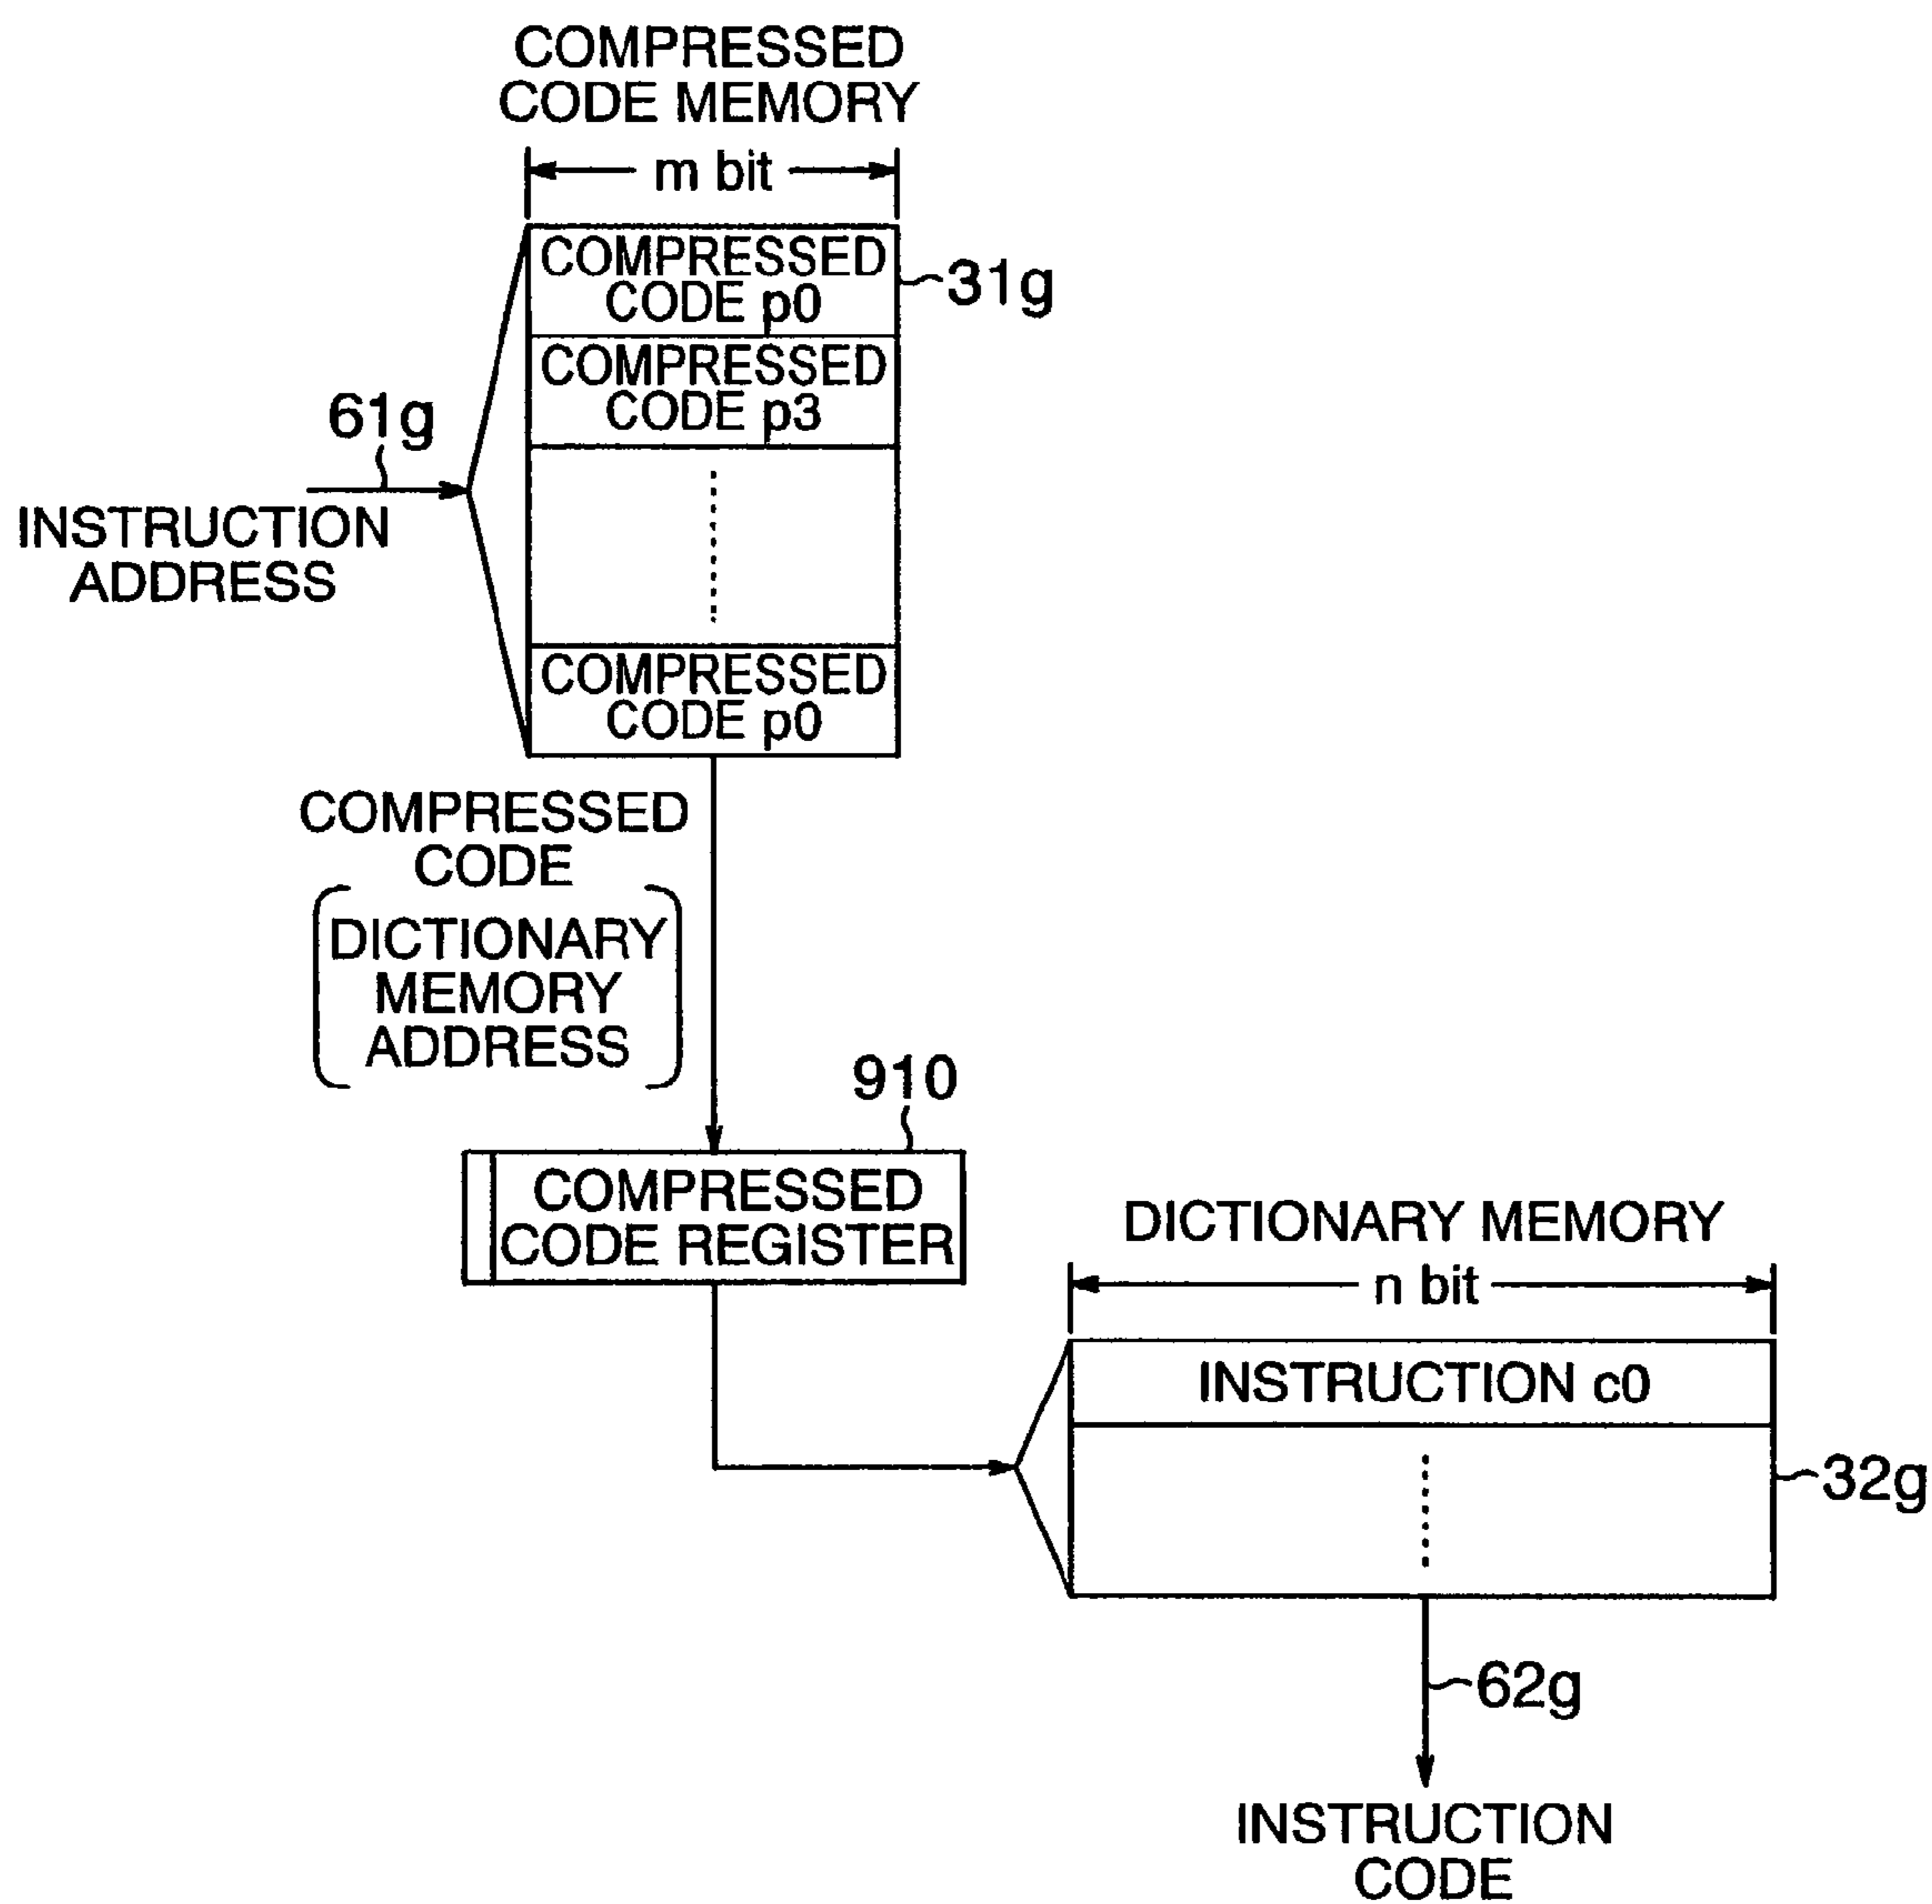 COMPRESSED
CODE MEMORY
m bit
COMPRESSED
CODE p0
31g
COMPRESSED
CODE p3
61g
INSTRUCTION
ADDRESS
COMPRESSED
CODE p0
COMPRESSED
CODE
DICTIONARY
MEMORY
ADDRESS
910
COMPRESSED
CODE REGISTER
DICTIONARY MEMORY
n bit
INSTRUCTION c0
32g
62g
INSTRUCTION
CODE